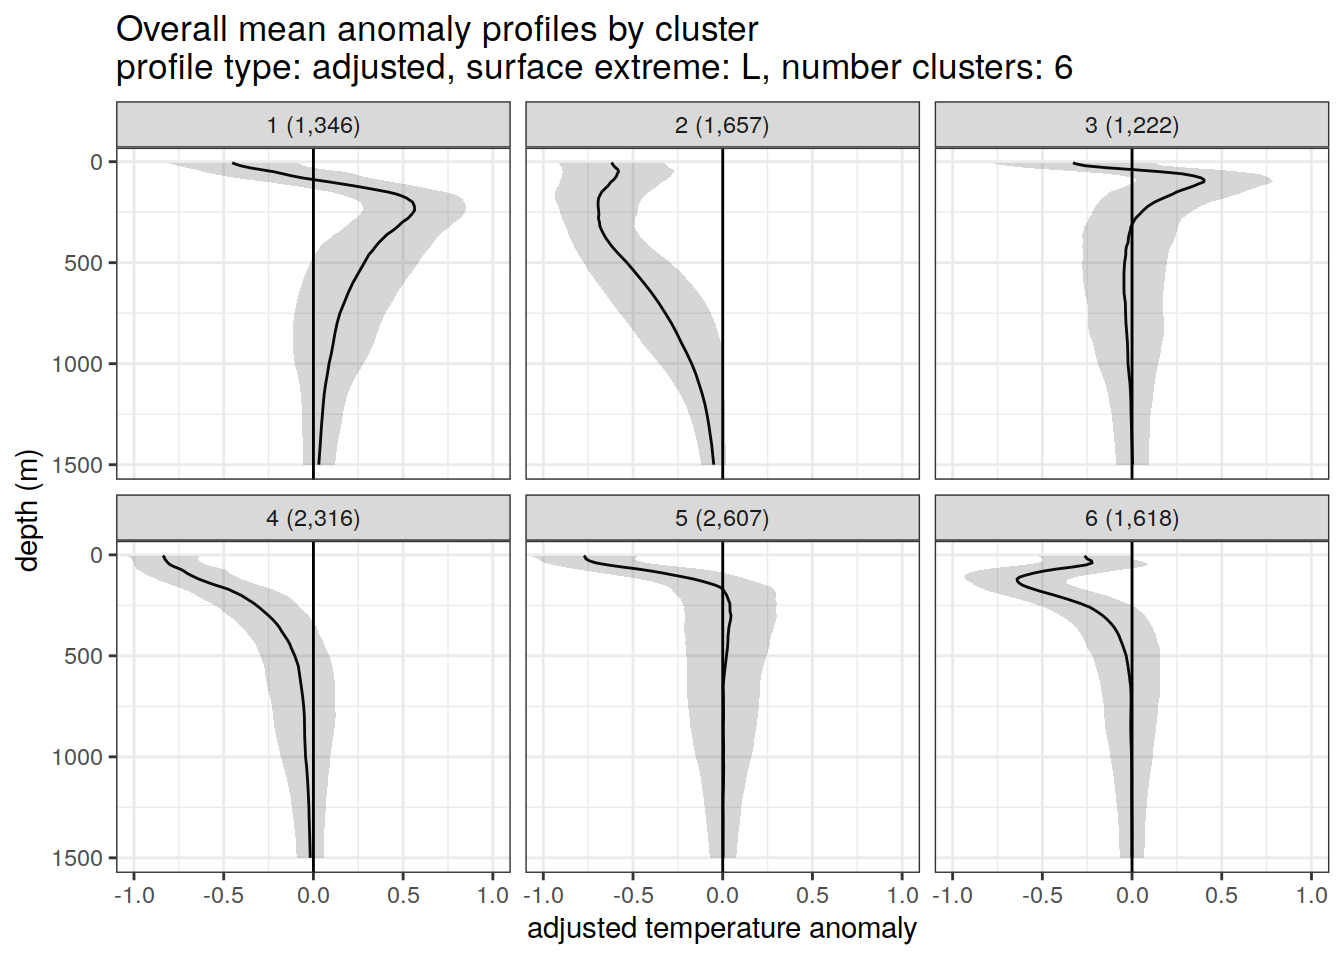 Overall mean anomaly profiles by cluster
profile type: adjusted, surface extreme: L, number clusters: 6
1 (1,346)
2 (1,657)
3 (1,222)
0
500
1000
1500
4 (2,316)
5 (2,607)
6 (1,618)
0
500
1000
1500
depth (m)
-1.0 -0.5 0.0 0.5 1.0
-1.0 -0.5 0.0 0.5 1.0
-1.0 -0.5 0.0 0.5 1.0
adjusted temperature anomaly